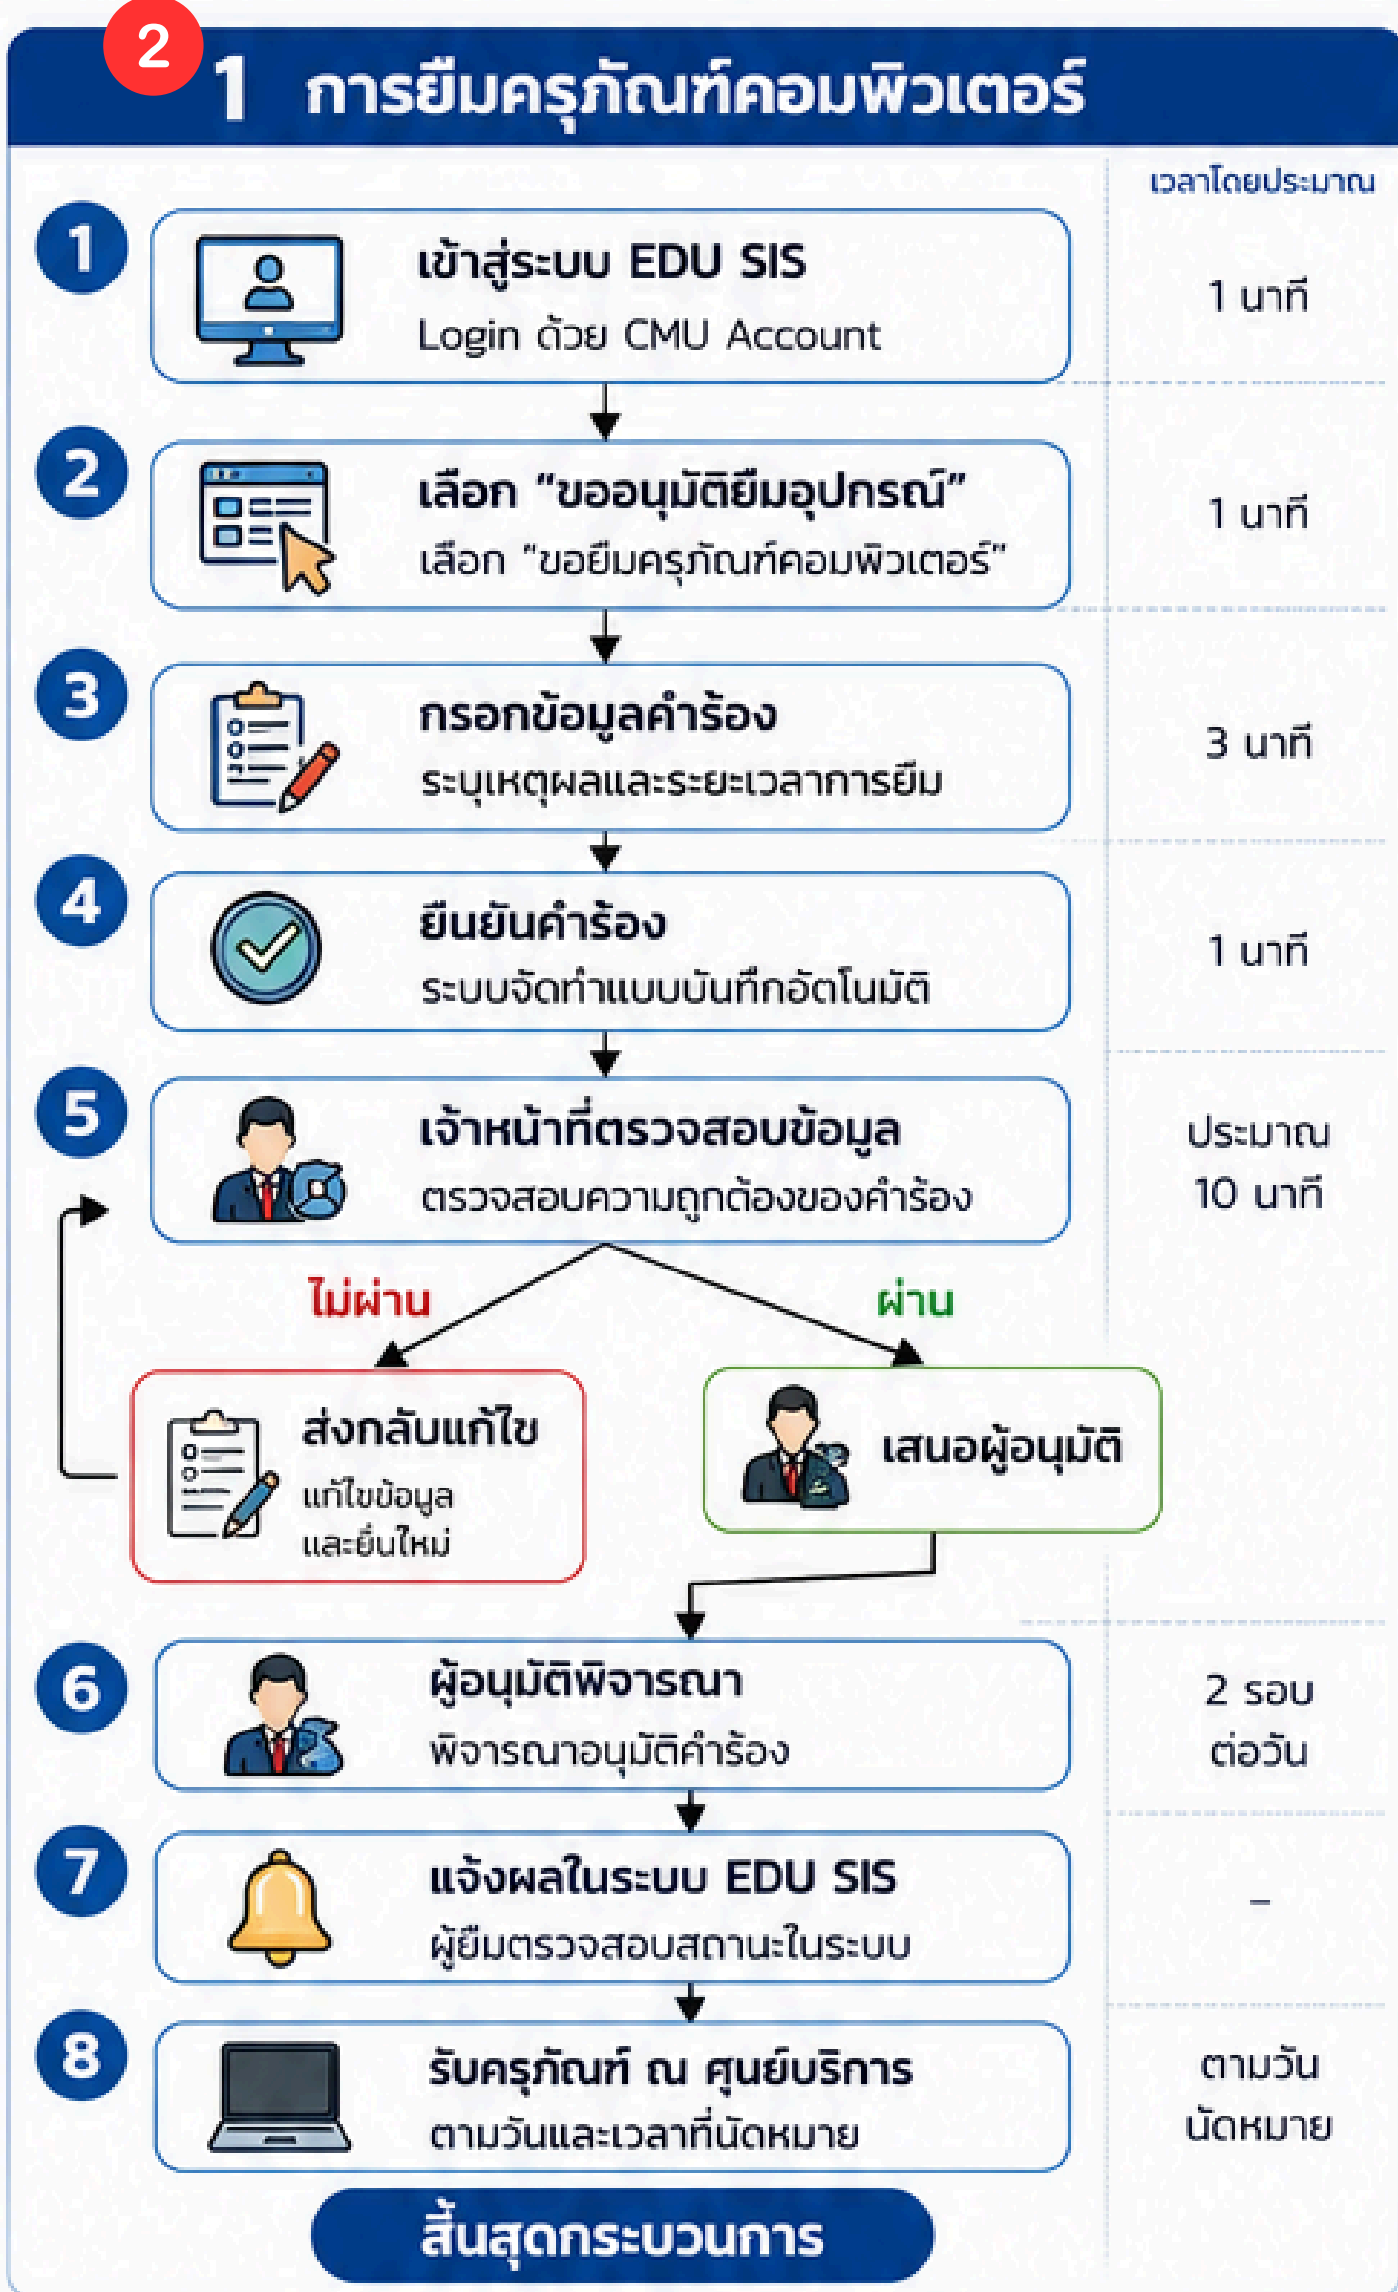 2
1 การยืมครุภัณฑ์คอมพิวเตอร์
เวลาโดยประมาณ
1
เข้าสู่ระบบ EDU SIS
Login ด้วย CMU Account
1 นาที
2
เลือก “ขออนุมัติยืมอุปกรณ์”
เลือก “ขอยืมครุภัณฑ์คอมพิวเตอร์”
1 นาที
3
กรอกข้อมูลคำร้อง
ระบุเหตุผลและระยะเวลาการยืม
3 นาที
4
ยืนยันคำร้อง
ระบบจัดทำแบบบันทึกอัตโนมัติ
1 นาที
5
เจ้าหน้าที่ตรวจสอบข้อมูล
ตรวจสอบความถูกต้องของคำร้อง
ประมาณ
10 นาที
ไม่ผ่าน
ผ่าน
ส่งกลับแก้ไข
แก้ไขข้อมูล
และยื่นใหม่
เสนอผู้อนุมัติ
6
ผู้อนุมัติพิจารณา
พิจารณาอนุมัติคำร้อง
2 รอบ
ต่อวัน
7
แจ้งผลในระบบ EDU SIS
ผู้ยืมตรวจสอบสถานะในระบบ
–
8
รับครุภัณฑ์ ณ ศูนย์บริการ
ตามวันและเวลาที่นัดหมาย
ตามวัน
นัดหมาย
สิ้นสุดกระบวนการ